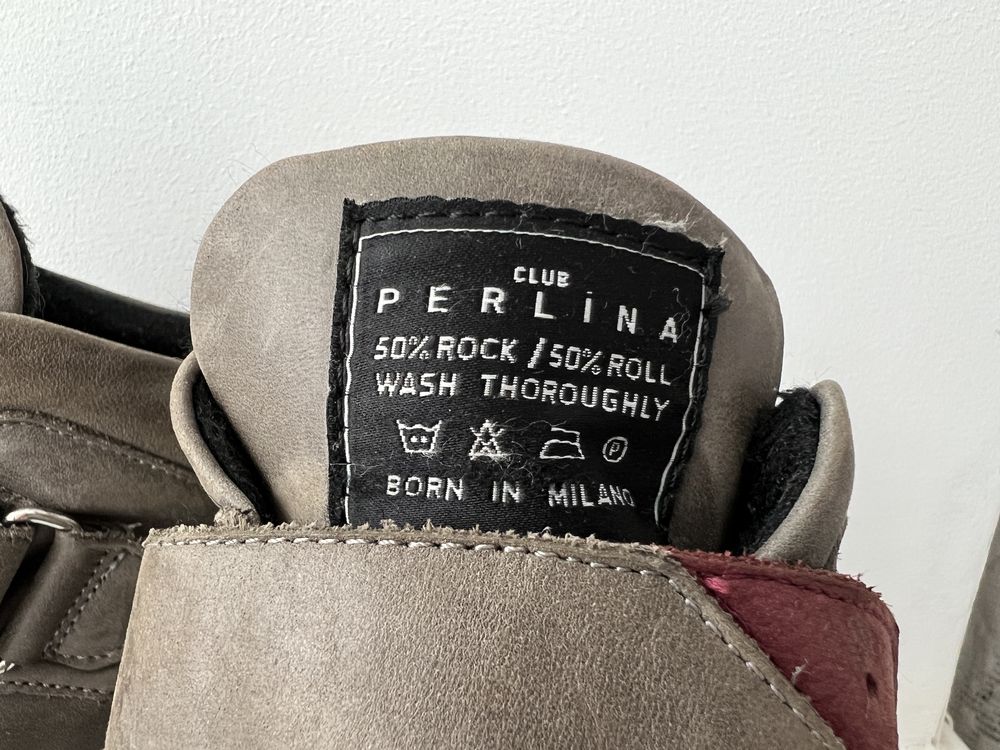 CLUB
PERLiNA
50% ROCK / 50% ROLL
WASH THOROUGHLY
P
BORN IN MILANO